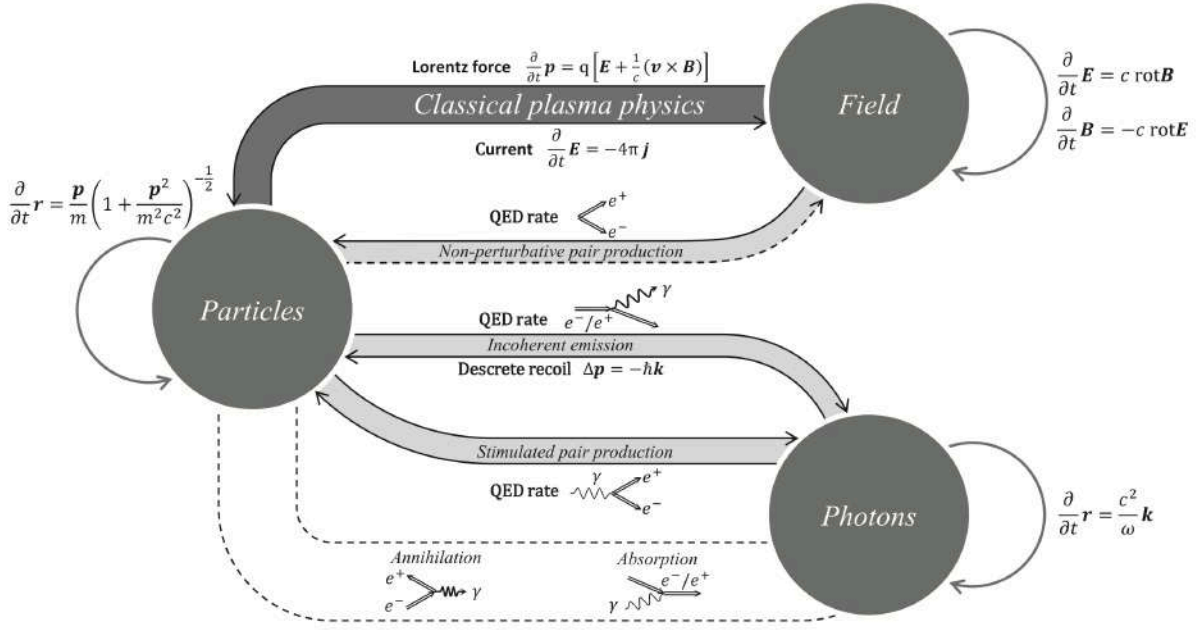 Lorentz force ∂/∂t p = q[E + 1/c (v × B)]
Classical plasma physics
Current ∂/∂t E = −4π j
Field
∂/∂t E = c rotB
∂/∂t B = −c rotE
∂/∂t r = p/m (1 + p²/m²c²)^(−1/2)
QED rate e⁺ e⁻
Non-perturbative pair production
Particles
QED rate e⁻/e⁺ γ
Incoherent emission
Descrete recoil Δp = −ħk
Stimulated pair production
QED rate γ e⁺ e⁻
Photons
∂/∂t r = c²/ω k
Annihilation
e⁺ e⁻ γ
Absorption
e⁻/e⁺ γ